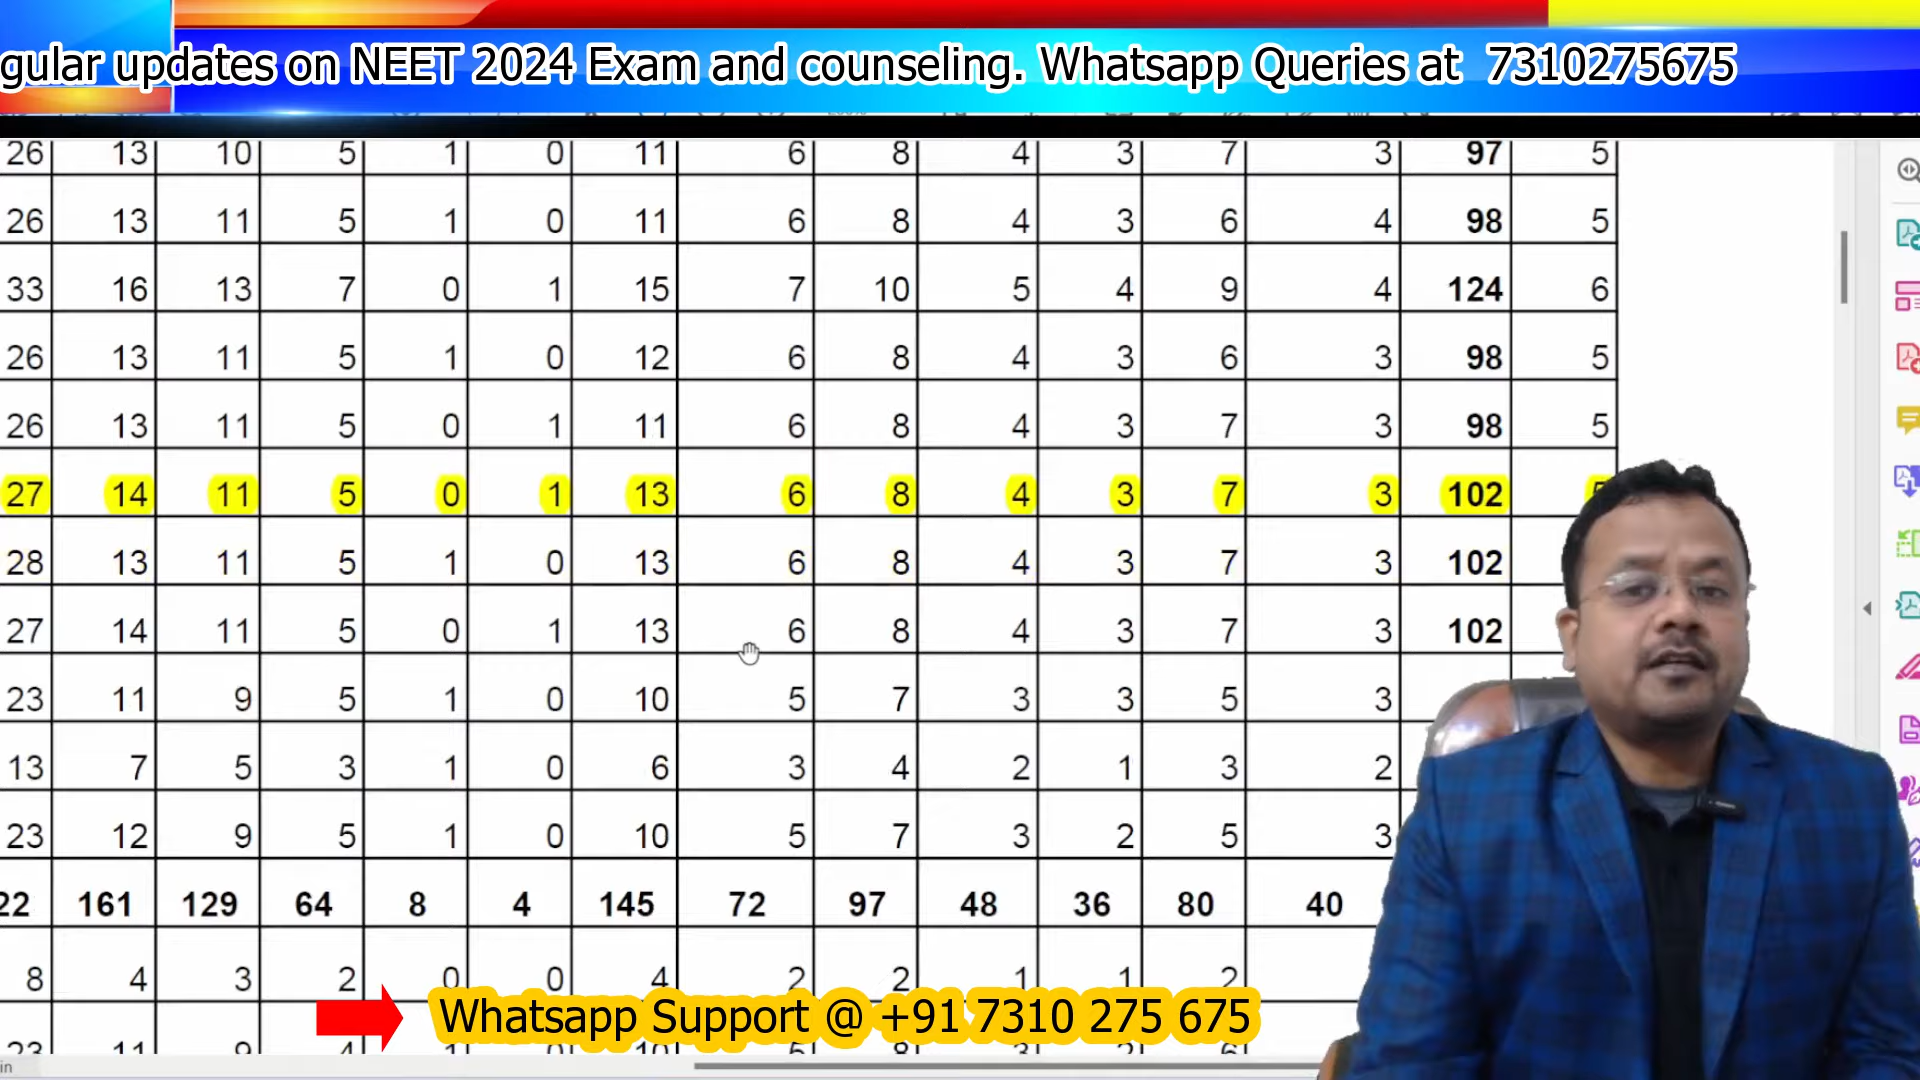 gular updates on NEET 2024 Exam and counseling. Whatsapp Queries at 7310275675
26 13 10 5 1 0 11 6 8 4 3 7 3 97 5
26 13 11 5 1 0 11 6 8 4 3 6 4 98 5
33 16 13 7 0 1 15 7 10 5 4 9 4 124 6
26 13 11 5 1 0 12 6 8 4 3 6 3 98 5
26 13 11 5 0 1 11 6 8 4 3 7 3 98 5
27 14 11 5 0 1 13 6 8 4 3 7 3 102
28 13 11 5 1 0 13 6 8 4 3 7 3 102
27 14 11 5 0 1 13 6 8 4 3 7 3 102
23 11 9 5 1 0 10 5 7 3 3 5 3
13 7 5 3 1 0 6 3 4 2 1 3 2
23 12 9 5 1 0 10 5 7 3 2 5 3
22 161 129 64 8 4 145 72 97 48 36 80 40
8 4 3 2 0 0 4 2 2 1 1 2
Whatsapp Support @ +91 7310 275 675
in